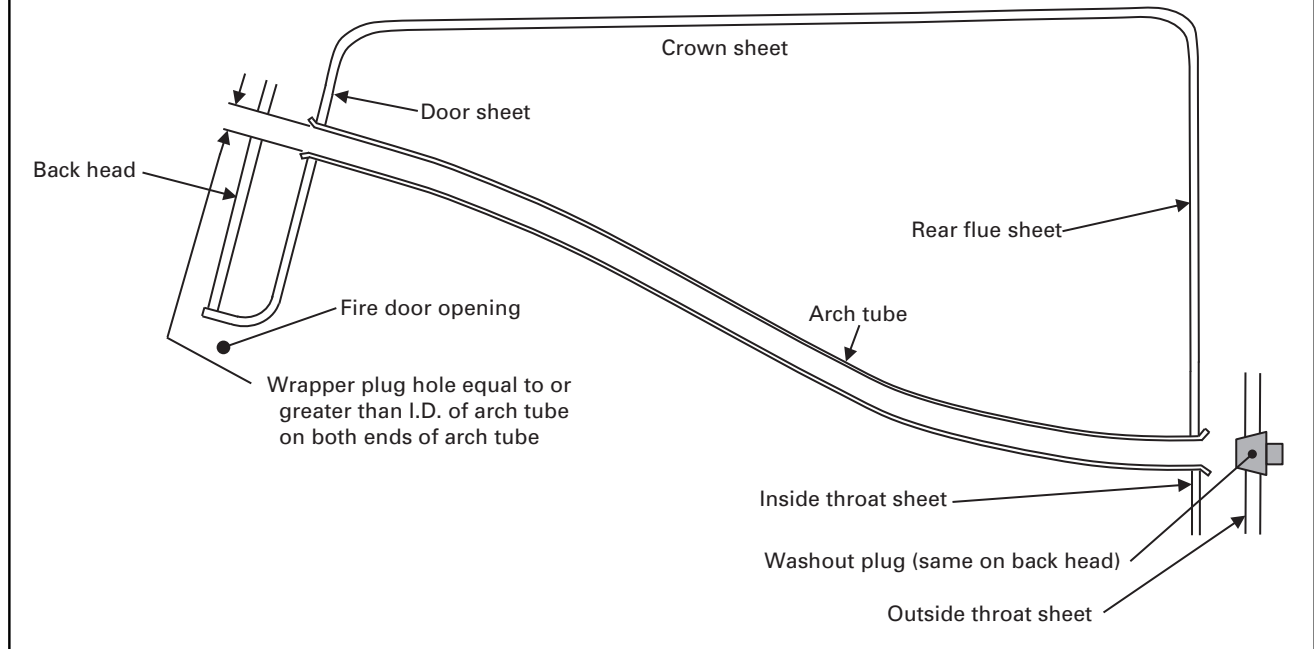 Crown sheet
Door sheet
Back head
Rear flue sheet
Fire door opening
Arch tube
Wrapper plug hole equal to or
greater than I.D. of arch tube
on both ends of arch tube
Inside throat sheet
Washout plug (same on back head)
Outside throat sheet